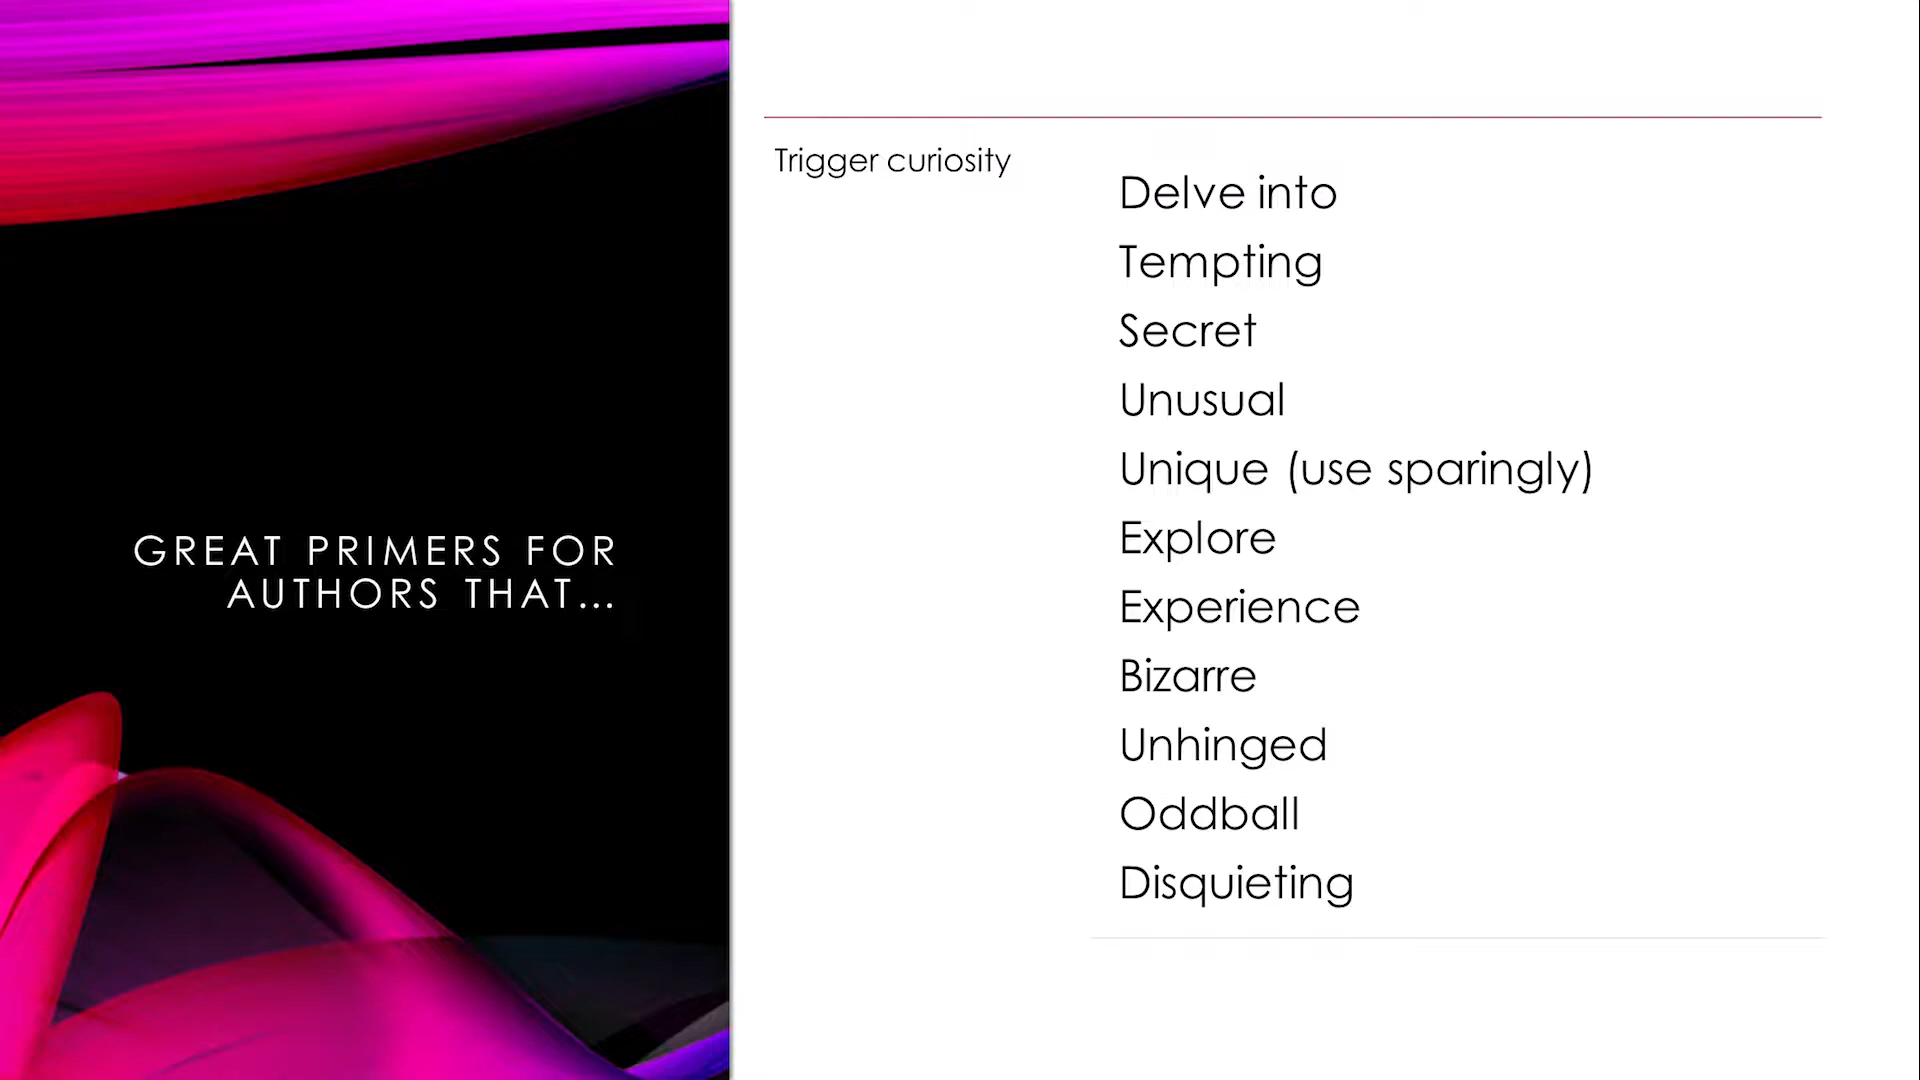 GREAT PRIMERS FOR
AUTHORS THAT...
Trigger curiosity
Delve into
Tempting
Secret
Unusual
Unique (use sparingly)
Explore
Experience
Bizarre
Unhinged
Oddball
Disquieting